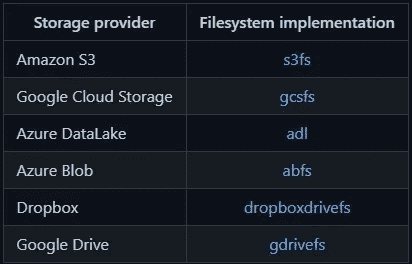 Storage provider Filesystem implementation
Amazon S3 s3fs
Google Cloud Storage gcsfs
Azure DataLake adl
Azure Blob abfs
Dropbox dropboxdrivefs
Google Drive gdrivefs